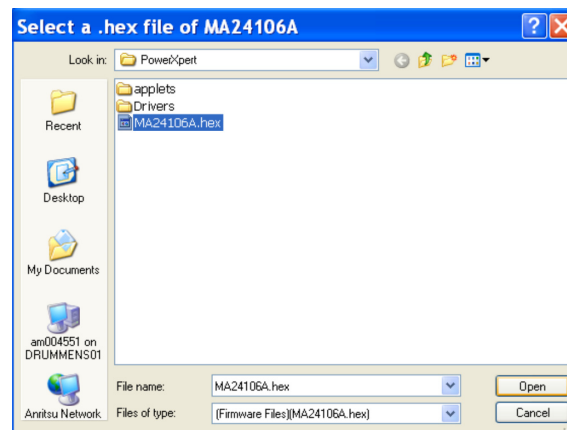 Select a .hex file of MA24106A
Look in: PowerXpert
applets
Drivers
MA24106A.hex
Recent
Desktop
My Documents
am004551 on
DRUMMENS01
Anritsu Network
File name: MA24106A.hex Open
Files of type: (Firmware Files)(MA24106A.hex) Cancel